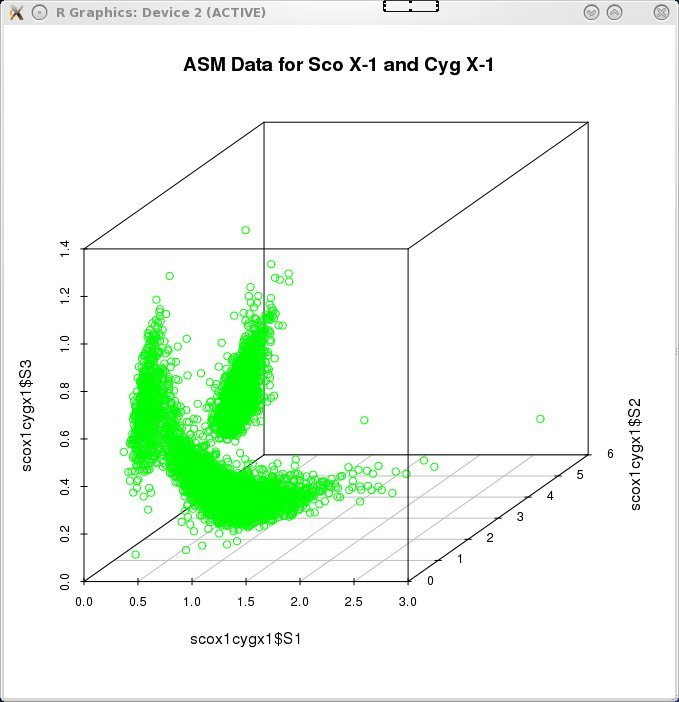 R Graphics: Device 2 (ACTIVE)
ASM Data for Sco X-1 and Cyg X-1
scox1cygx1$S3
0.0 0.2 0.4 0.6 0.8 1.0 1.2 1.4
0.0 0.5 1.0 1.5 2.0 2.5 3.0
scox1cygx1$S1
0 1 2 3 4 5 6
scox1cygx1$S2